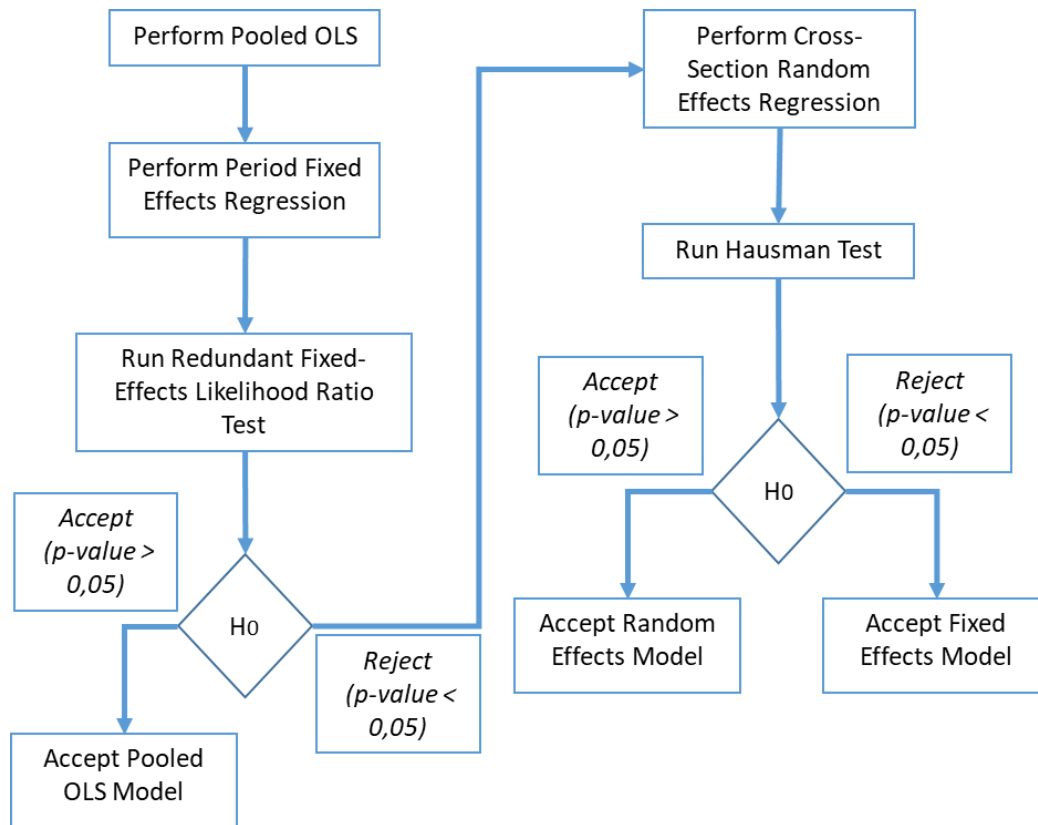 Perform Pooled OLS
Perform Period Fixed
Effects Regression
Run Redundant Fixed-
Effects Likelihood Ratio
Test
Accept
(p-value >
0,05)
H0
Reject
(p-value <
0,05)
Accept Pooled
OLS Model
Perform Cross-
Section Random
Effects Regression
Run Hausman Test
Accept
(p-value >
0,05)
Reject
(p-value <
0,05)
H0
Accept Random
Effects Model
Accept Fixed
Effects Model